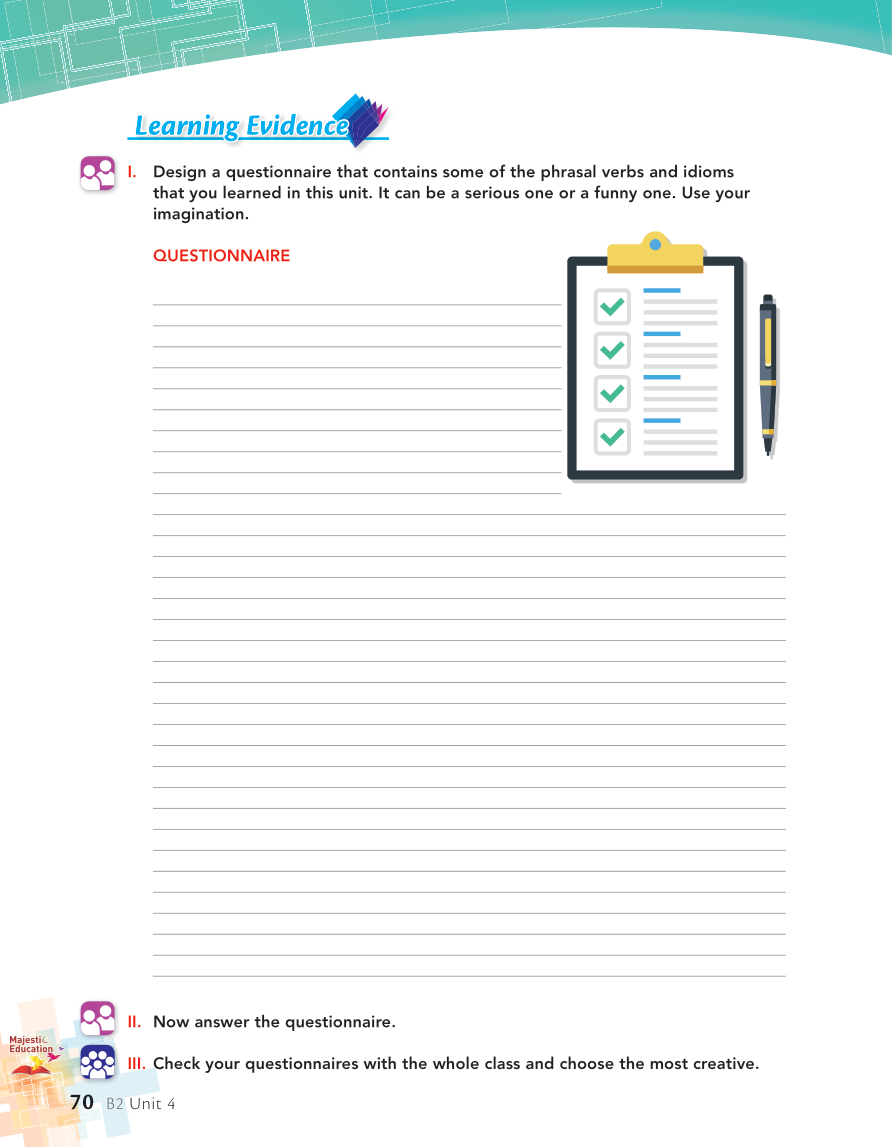 Learning Evidence
I. Design a questionnaire that contains some of the phrasal verbs and idioms
that you learned in this unit. It can be a serious one or a funny one. Use your
imagination.
QUESTIONNAIRE
II. Now answer the questionnaire.
III. Check your questionnaires with the whole class and choose the most creative.
Majestic
Education
70 B2 Unit 4